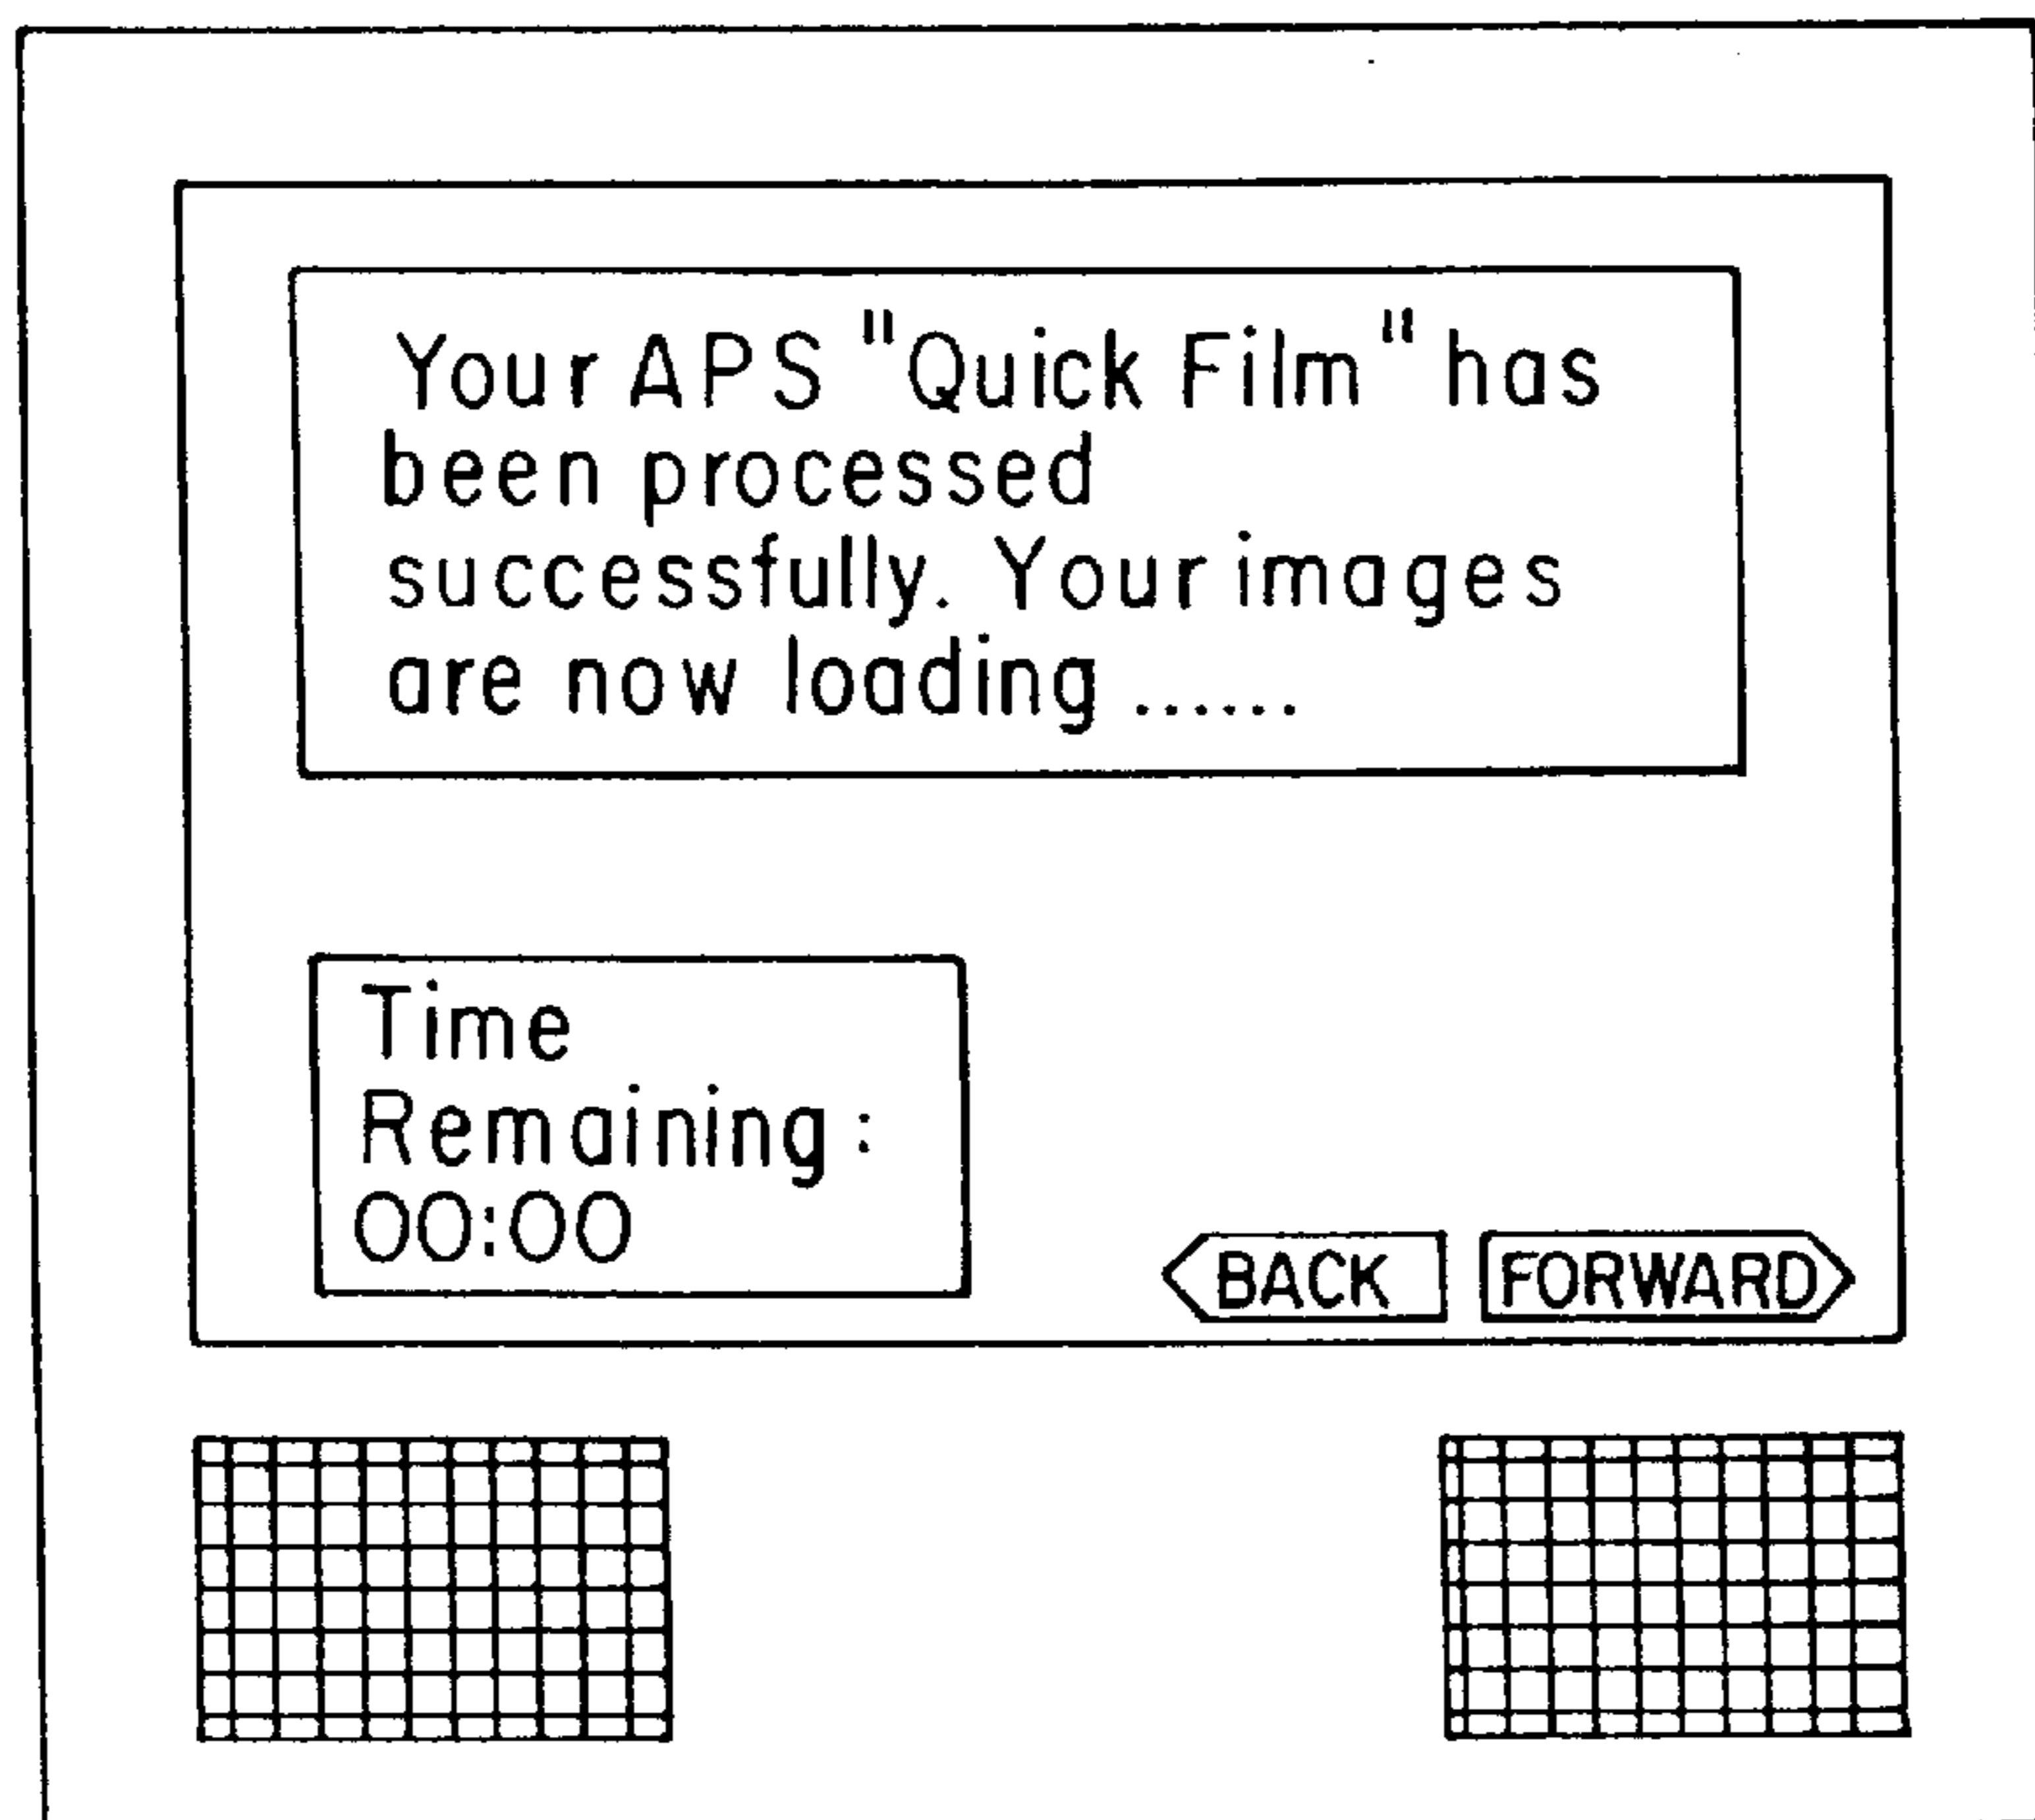 Your APS "Quick Film" has
been processed
successfully. Your images
are now loading ......
Time
Remaining:
00:00
BACK
FORWARD